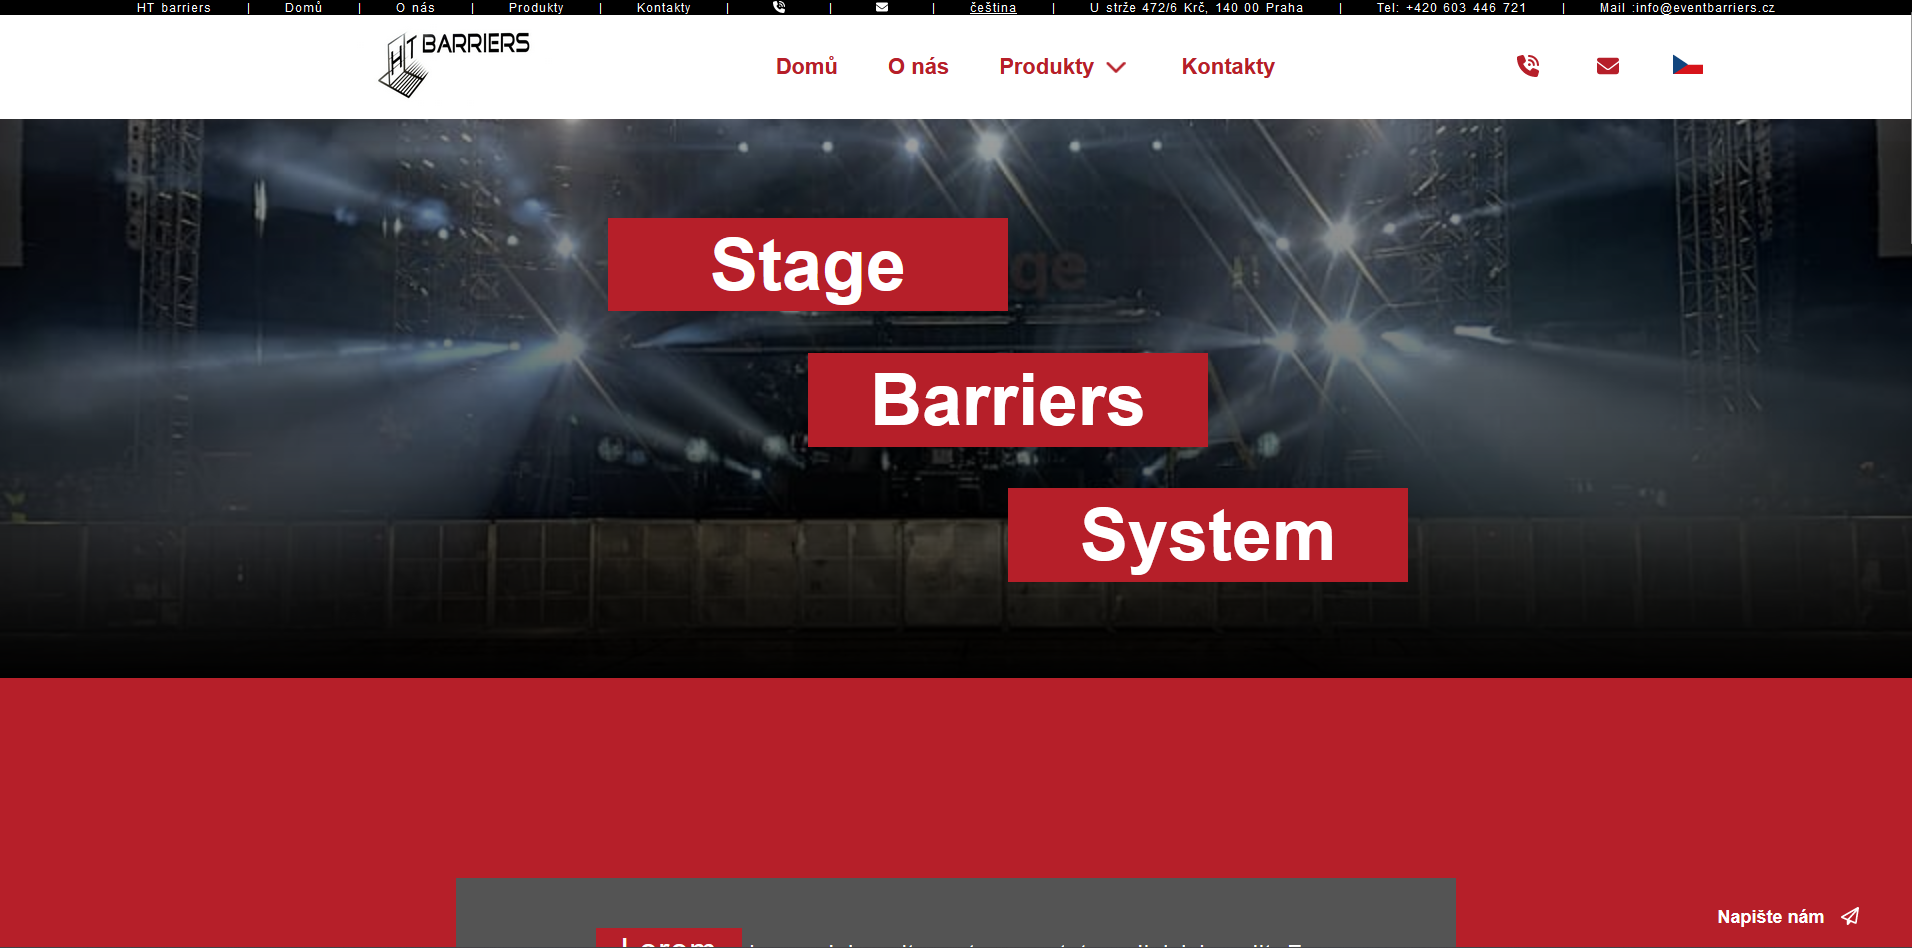 HT barriers | Domů | O nás | Produkty | Kontakty | | | čeština | U strže 472/6 Krč, 140 00 Praha | Tel: +420 603 446 721 | Mail :info@eventbarriers.cz
HT BARRIERS
Domů O nás Produkty Kontakty
Stage
Barriers
System
Napište nám
Lorem